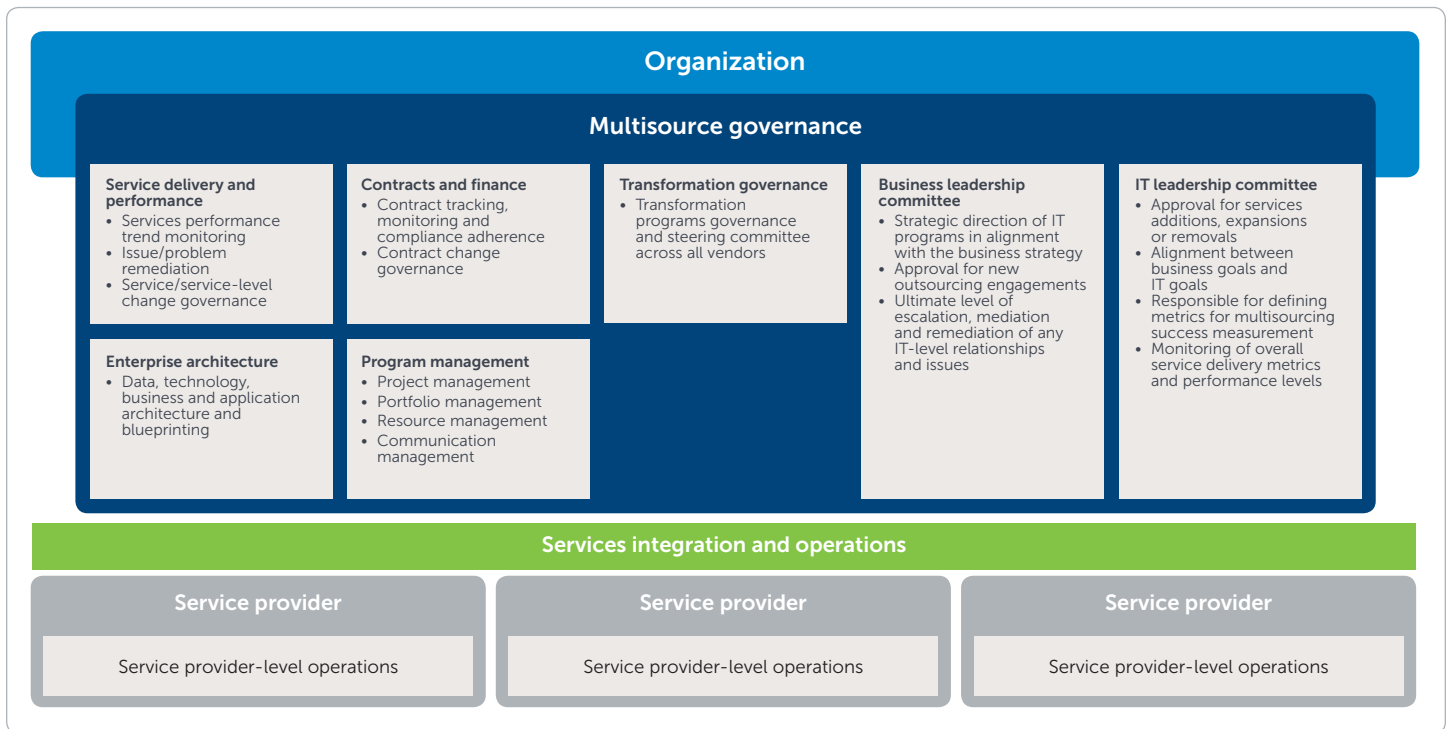 Organization
Multisource governance
Service delivery and
performance
• Services performance
trend monitoring
• Issue/problem
remediation
• Service/service-level
change governance
Contracts and finance
• Contract tracking,
monitoring and
compliance adherence
• Contract change
governance
Transformation governance
• Transformation
programs governance
and steering committee
across all vendors
Business leadership
committee
• Strategic direction of IT
programs in alignment
with the business strategy
• Approval for new
outsourcing engagements
• Ultimate level of
escalation, mediation
and remediation of any
IT-level relationships
and issues
IT leadership committee
• Approval for services
additions, expansions
or removals
• Alignment between
business goals and
IT goals
• Responsible for defining
metrics for multisourcing
success measurement
• Monitoring of overall
service delivery metrics
and performance levels
Enterprise architecture
• Data, technology,
business and application
architecture and
blueprinting
Program management
• Project management
• Portfolio management
• Resource management
• Communication
management
Services integration and operations
Service provider
Service provider-level operations
Service provider
Service provider-level operations
Service provider
Service provider-level operations